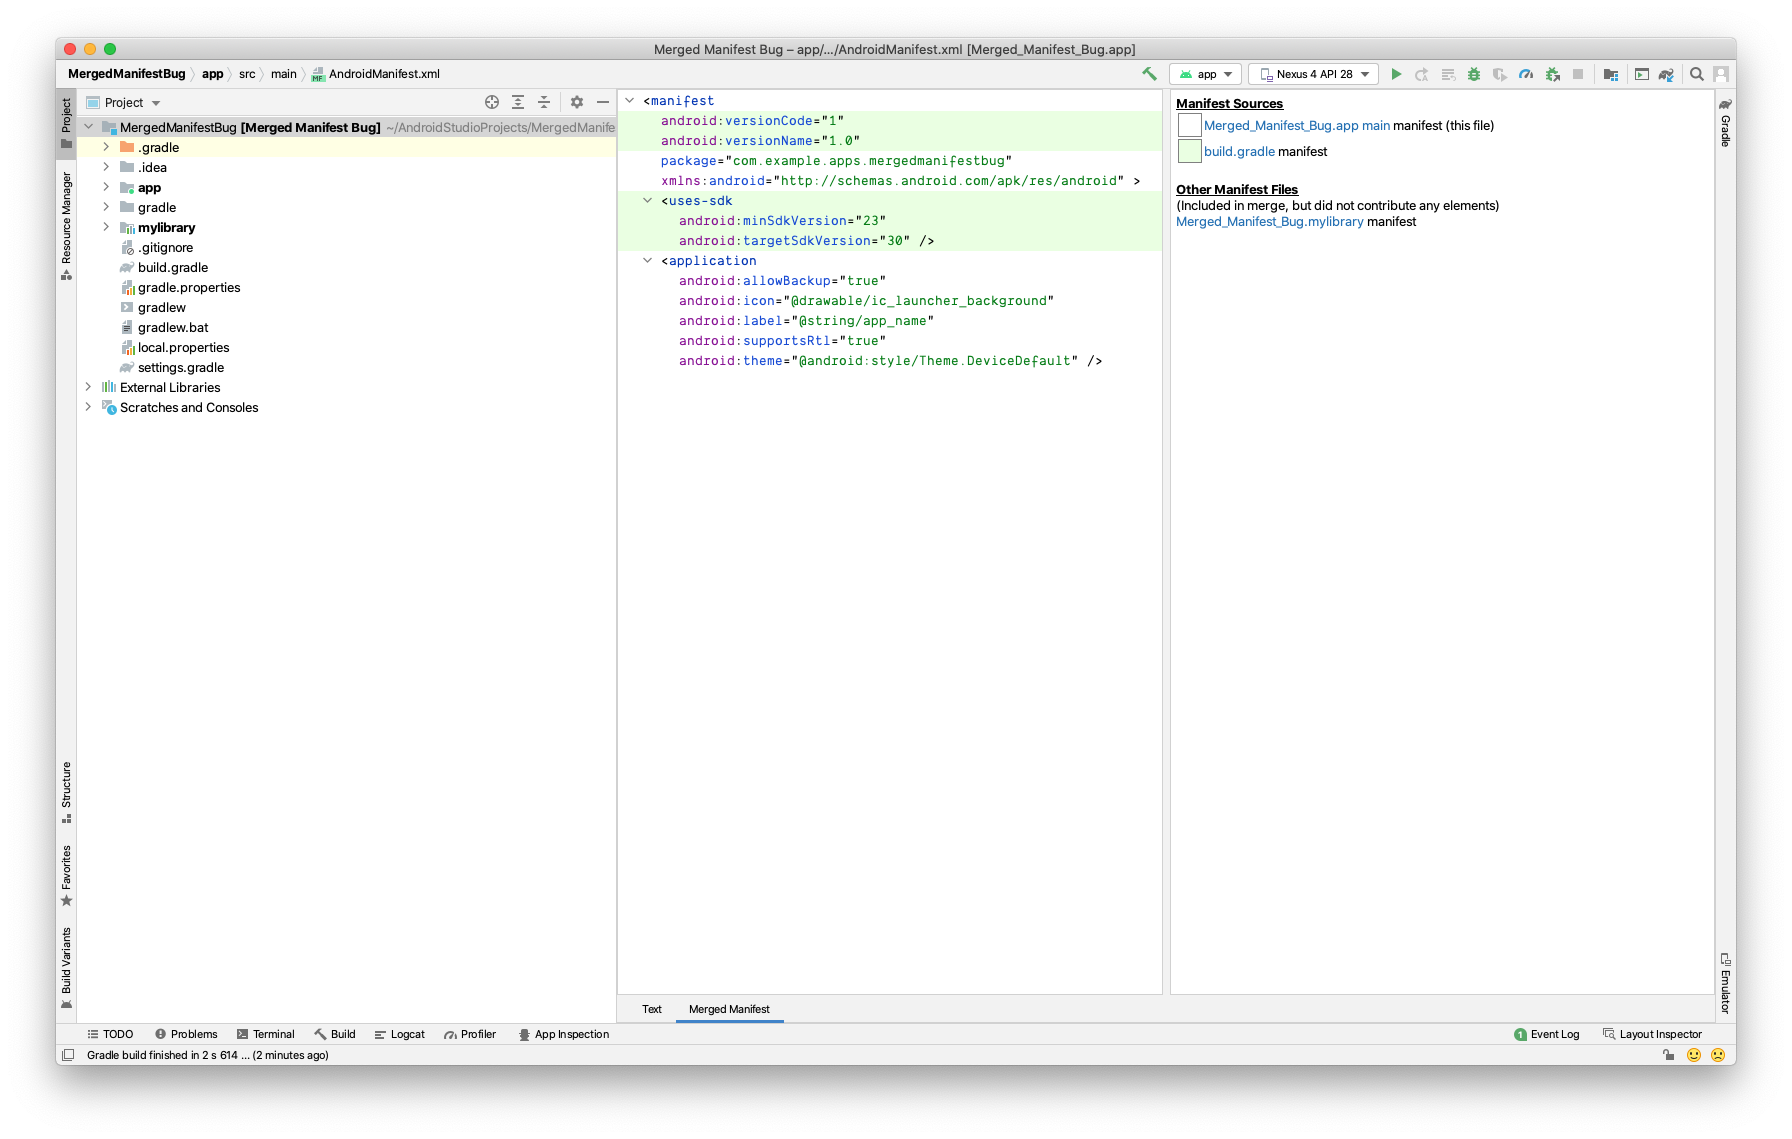 Merged Manifest Bug – app/.../AndroidManifest.xml [Merged_Manifest_Bug.app]
MergedManifestBug app src main AndroidManifest.xml
app
Nexus 4 API 28
Project
Resource Manager
Structure
Favorites
Build Variants
Project
MergedManifestBug [Merged Manifest Bug] ~/AndroidStudioProjects/MergedManife
.gradle
.idea
app
gradle
mylibrary
.gitignore
build.gradle
gradle.properties
gradlew
gradlew.bat
local.properties
settings.gradle
External Libraries
Scratches and Consoles
<manifest
android:versionCode="1"
android:versionName="1.0"
package="com.example.apps.mergedmanifestbug"
xmlns:android="http://schemas.android.com/apk/res/android" >
<uses-sdk
android:minSdkVersion="23"
android:targetSdkVersion="30" />
<application
android:allowBackup="true"
android:icon="@drawable/ic_launcher_background"
android:label="@string/app_name"
android:supportsRtl="true"
android:theme="@android:style/Theme.DeviceDefault" />
Text Merged Manifest
Manifest Sources
Merged_Manifest_Bug.app main manifest (this file)
build.gradle manifest
Other Manifest Files
(Included in merge, but did not contribute any elements)
Merged_Manifest_Bug.mylibrary manifest
Gradle
Emulator
TODO Problems Terminal Build Logcat Profiler App Inspection
1 Event Log Layout Inspector
Gradle build finished in 2 s 614 ... (2 minutes ago)